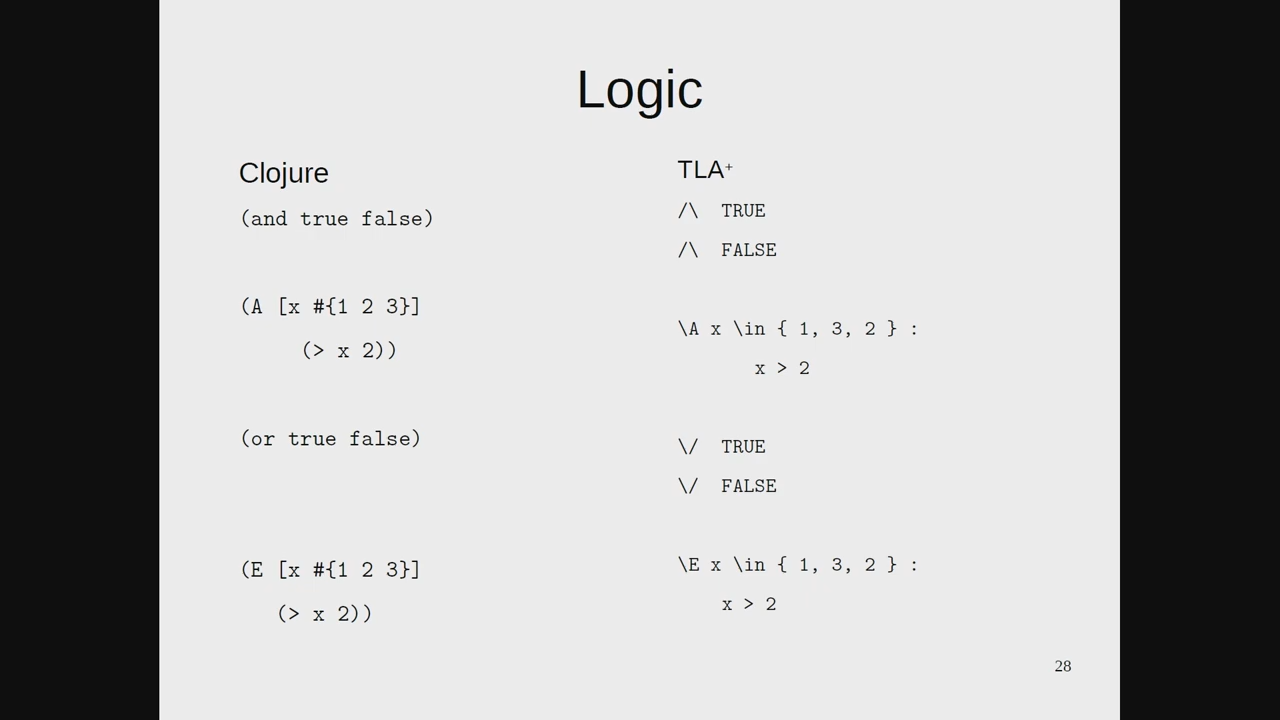 Logic
Clojure
(and true false)
(A [x #{1 2 3}]
(> x 2))
(or true false)
(E [x #{1 2 3}]
(> x 2))
TLA+
/\ TRUE
/\ FALSE
\A x \in { 1, 3, 2 } :
x > 2
\/ TRUE
\/ FALSE
\E x \in { 1, 3, 2 } :
x > 2
28